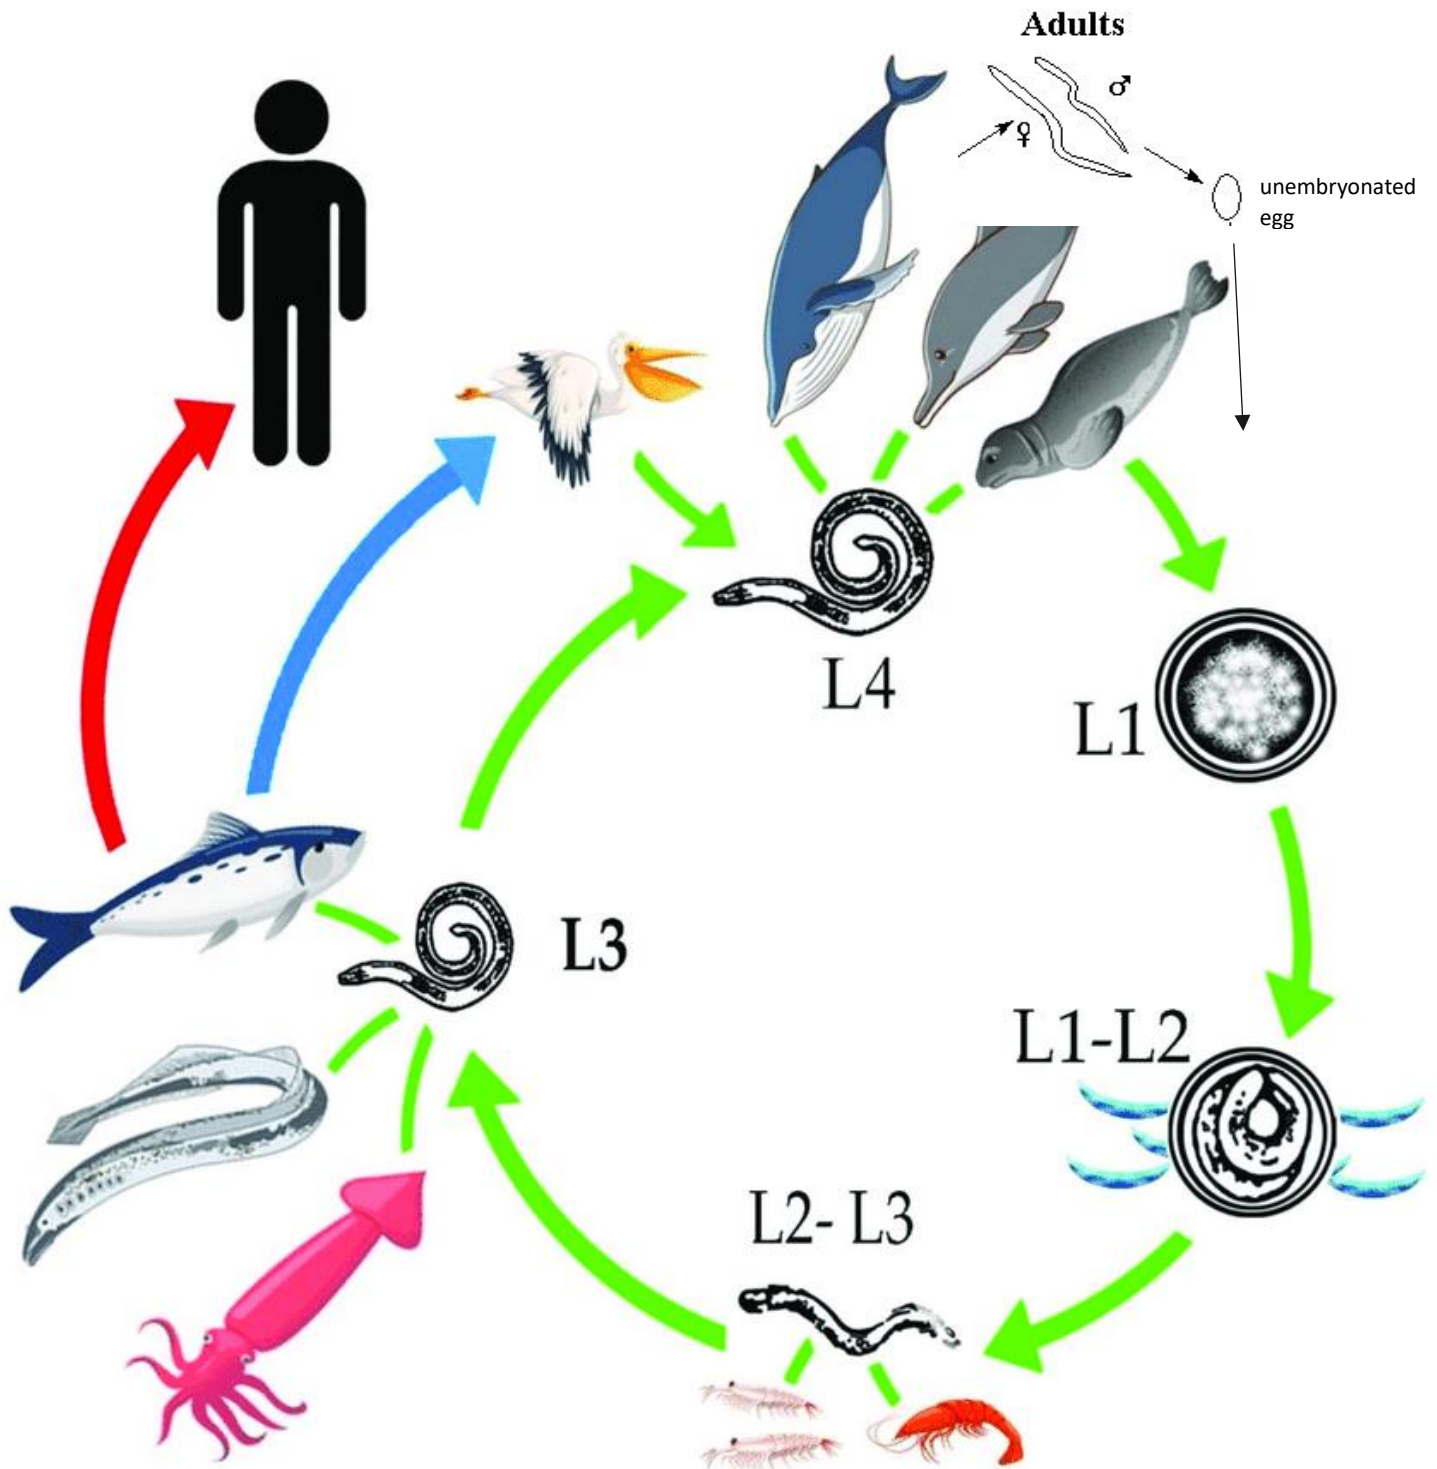 Adults
♂
♀
unembryonated
egg
L4
L1
L3
L1-L2
L2- L3